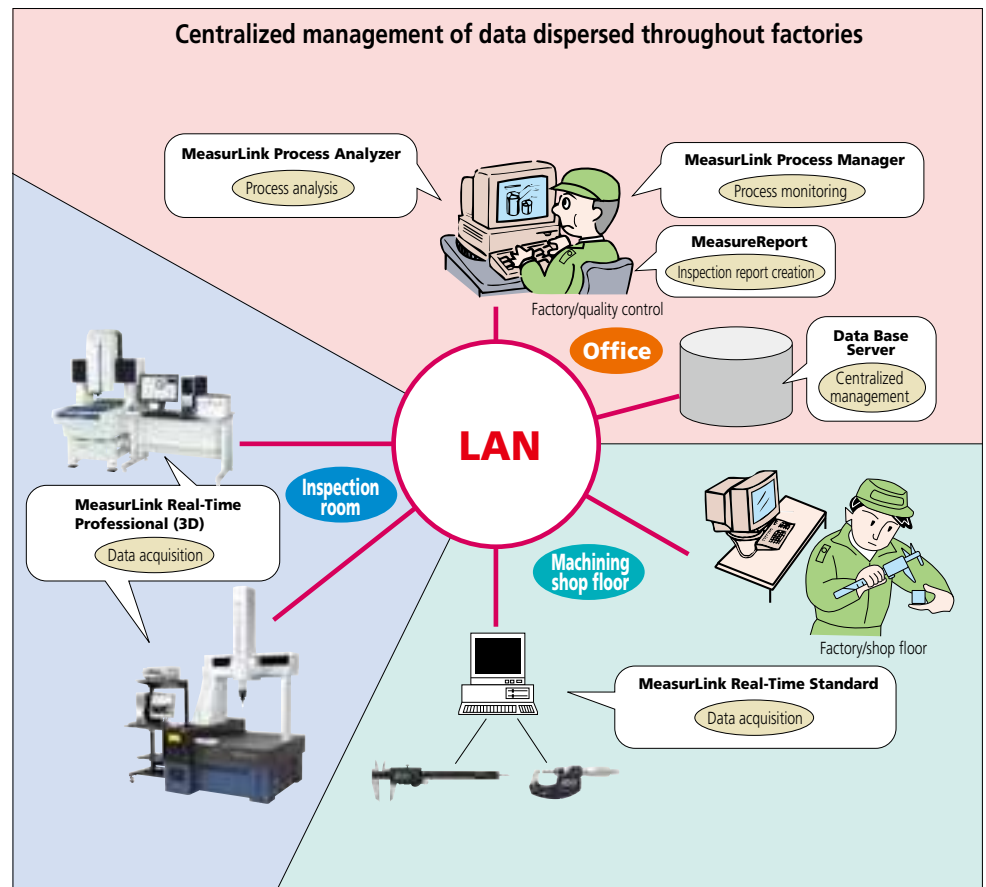 Centralized management of data dispersed throughout factories
MeasurLink Process Analyzer
Process analysis
MeasurLink Process Manager
Process monitoring
MeasureReport
Inspection report creation
Factory/quality control
Office
Data Base
Server
Centralized
management
LAN
Inspection
room
MeasurLink Real-Time
Professional (3D)
Data acquisition
Machining
shop floor
Factory/shop floor
MeasurLink Real-Time Standard
Data acquisition